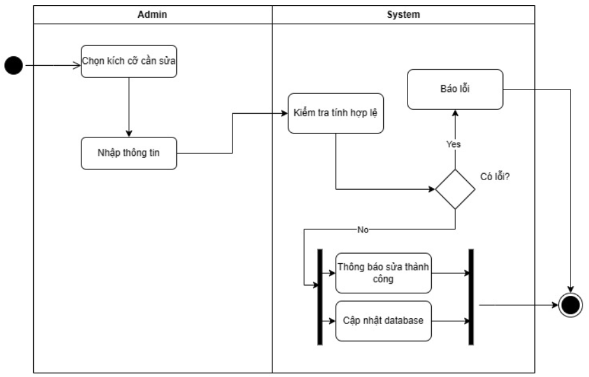 Admin
System
Chọn kích cỡ cần sửa
Báo lỗi
Kiểm tra tính hợp lệ
Nhập thông tin
Yes
Có lỗi?
No
Thông báo sửa thành
công
Cập nhật database